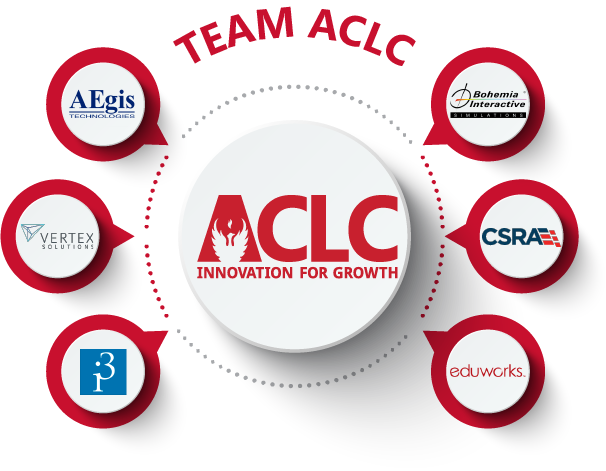 TEAM ACLC
AEgis
TECHNOLOGIES
Bohemia
Interactive
SIMULATIONS
VERTEX
SOLUTIONS
ACLC
INNOVATION FOR GROWTH
CSRA
i3
eduworks